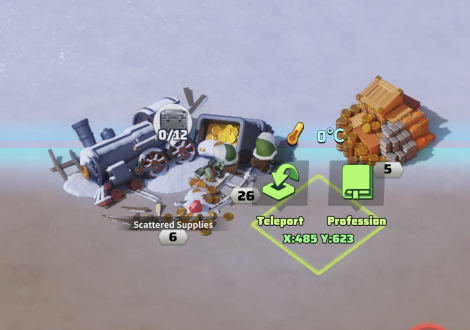 0/12
0°C
5
26
Teleport
Profession
Scattered Supplies
6
X:485 Y:623